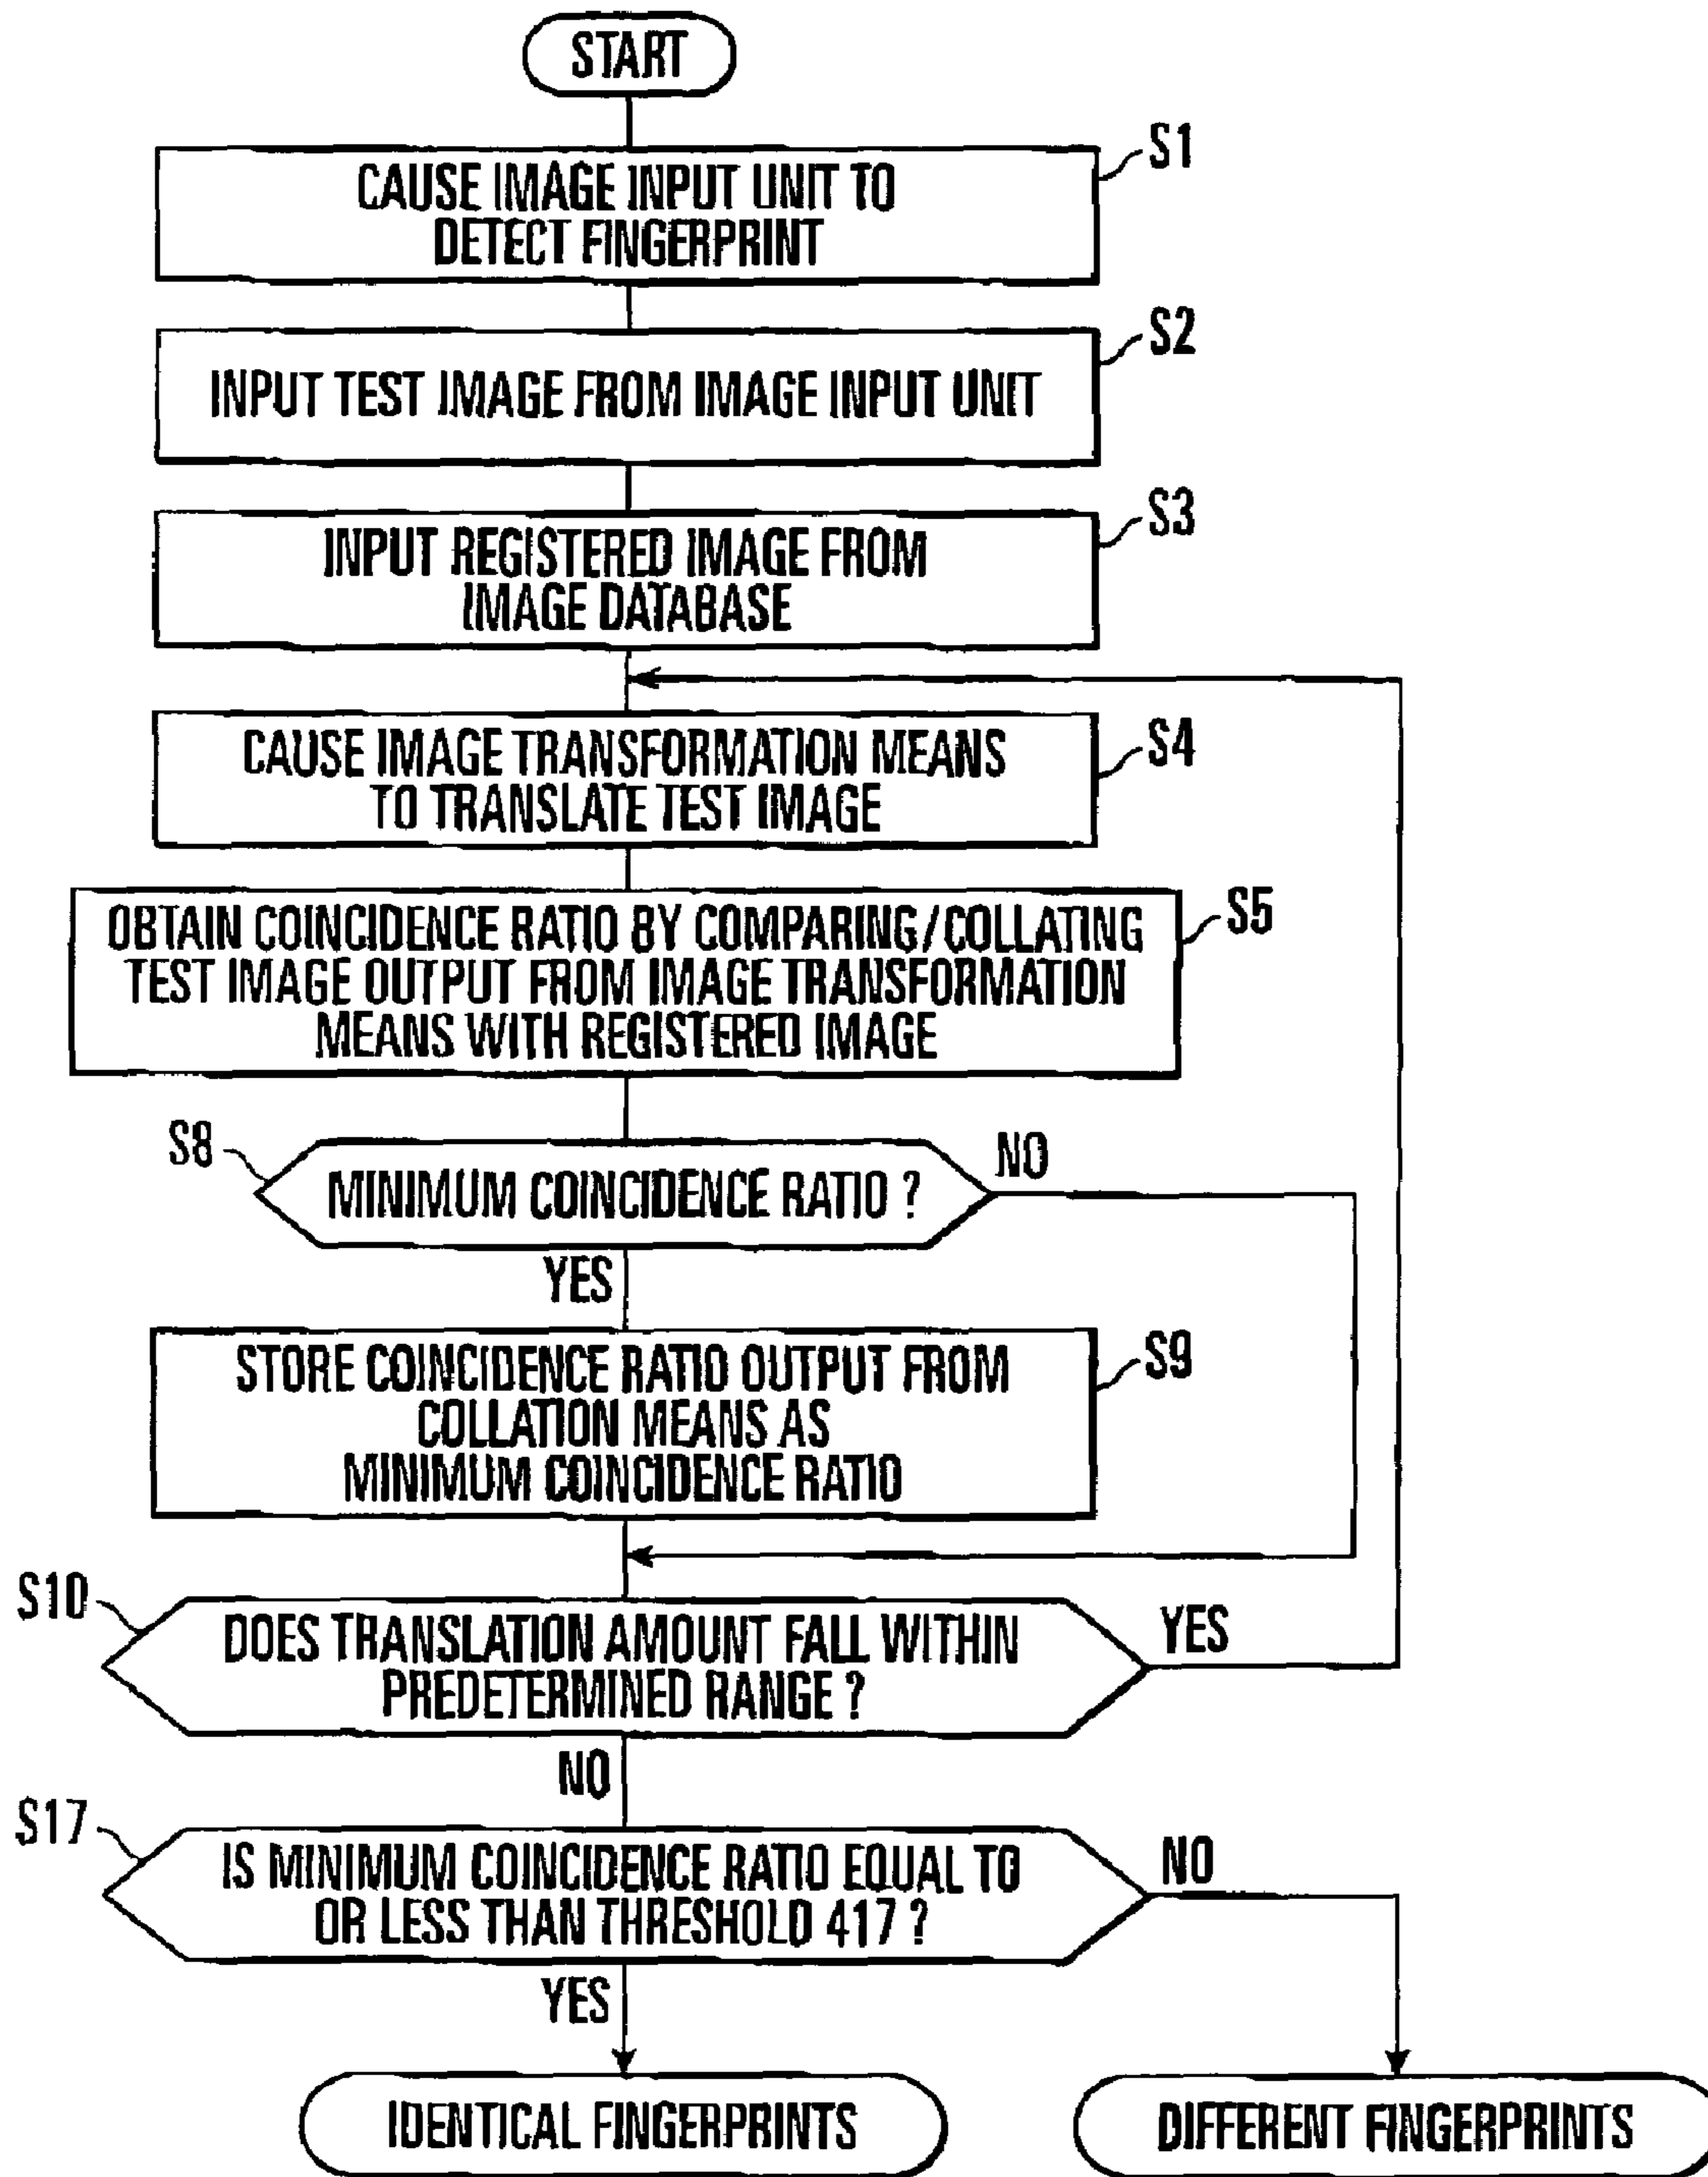 START
S1
CAUSE IMAGE INPUT UNIT TO
DETECT FINGERPRINT
S2
INPUT TEST IMAGE FROM IMAGE INPUT UNIT
S3
INPUT REGISTERED IMAGE FROM
IMAGE DATABASE
S4
CAUSE IMAGE TRANSFORMATION MEANS
TO TRANSLATE TEST IMAGE
S5
OBTAIN COINCIDENCE RATIO BY COMPARING/COLLATING
TEST IMAGE OUTPUT FROM IMAGE TRANSFORMATION
MEANS WITH REGISTERED IMAGE
S8
MINIMUM COINCIDENCE RATIO ?
NO
YES
S9
STORE COINCIDENCE RATIO OUTPUT FROM
COLLATION MEANS AS
MINIMUM COINCIDENCE RATIO
S10
DOES TRANSLATION AMOUNT FALL WITHIN
PREDETERMINED RANGE ?
YES
NO
S17
IS MINIMUM COINCIDENCE RATIO EQUAL TO
OR LESS THAN THRESHOLD 417 ?
NO
YES
IDENTICAL FINGERPRINTS
DIFFERENT FINGERPRINTS